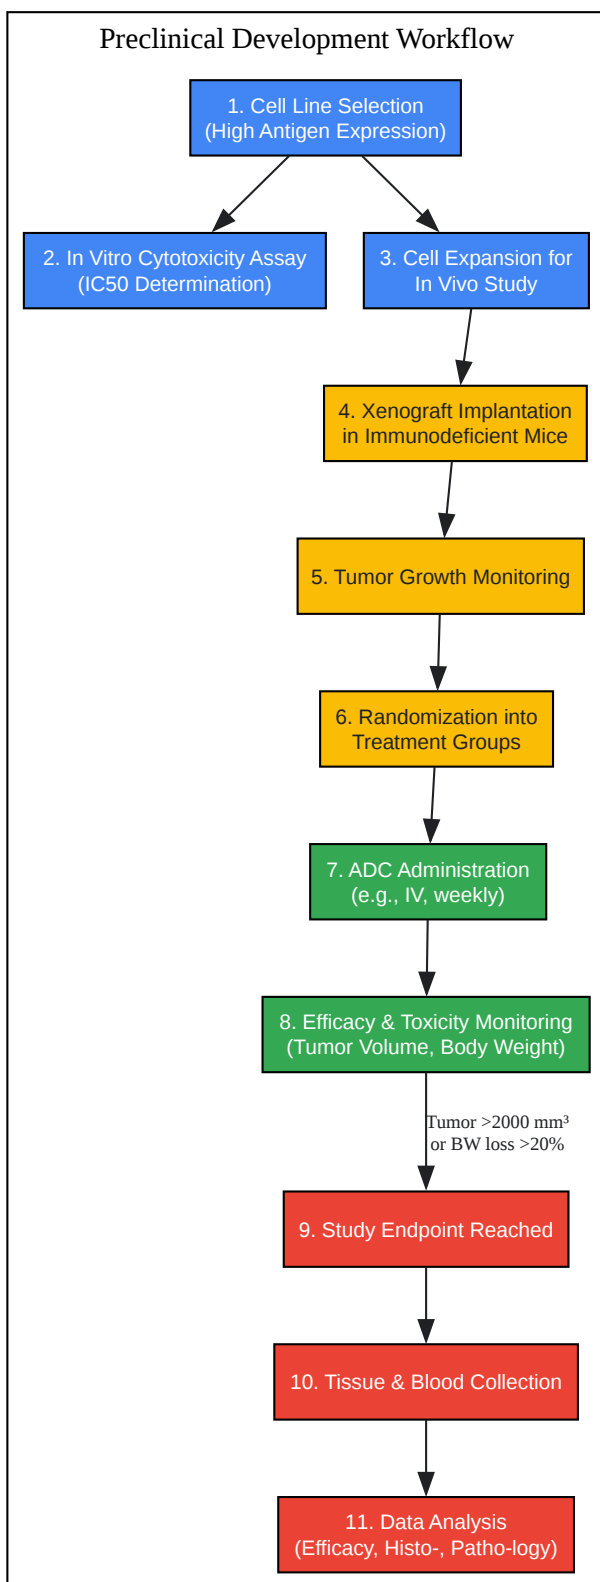 Preclinical Development Workflow
1. Cell Line Selection
(High Antigen Expression)
2. In Vitro Cytotoxicity Assay
(IC50 Determination)
3. Cell Expansion for
In Vivo Study
4. Xenograft Implantation
in Immunodeficient Mice
5. Tumor Growth Monitoring
6. Randomization into
Treatment Groups
7. ADC Administration
(e.g., IV, weekly)
8. Efficacy & Toxicity Monitoring
(Tumor Volume, Body Weight)
Tumor >2000 mm³
or BW loss >20%
9. Study Endpoint Reached
10. Tissue & Blood Collection
11. Data Analysis
(Efficacy, Histo-, Patho-logy)